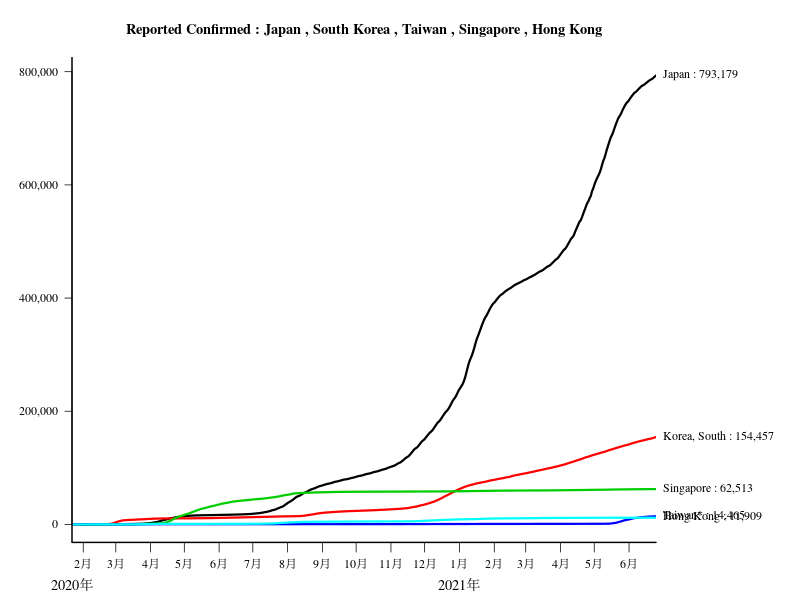 Reported Confirmed : Japan , South Korea , Taiwan , Singapore , Hong Kong
800,000
600,000
400,000
200,000
0
Japan : 793,179
Korea, South : 154,457
Singapore : 62,513
2月 3月 4月 5月 6月 7月 8月 9月 10月 11月 12月 1月 2月 3月 4月 5月 6月
2020年 2021年